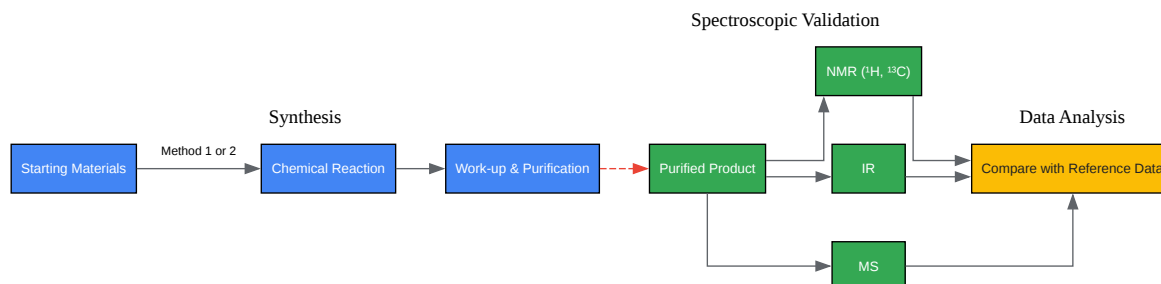 Spectroscopic Validation
NMR (¹H, ¹³C)
Synthesis
Data Analysis
Starting Materials
Method 1 or 2
Chemical Reaction
Work-up & Purification
Purified Product
IR
Compare with Reference Data
MS